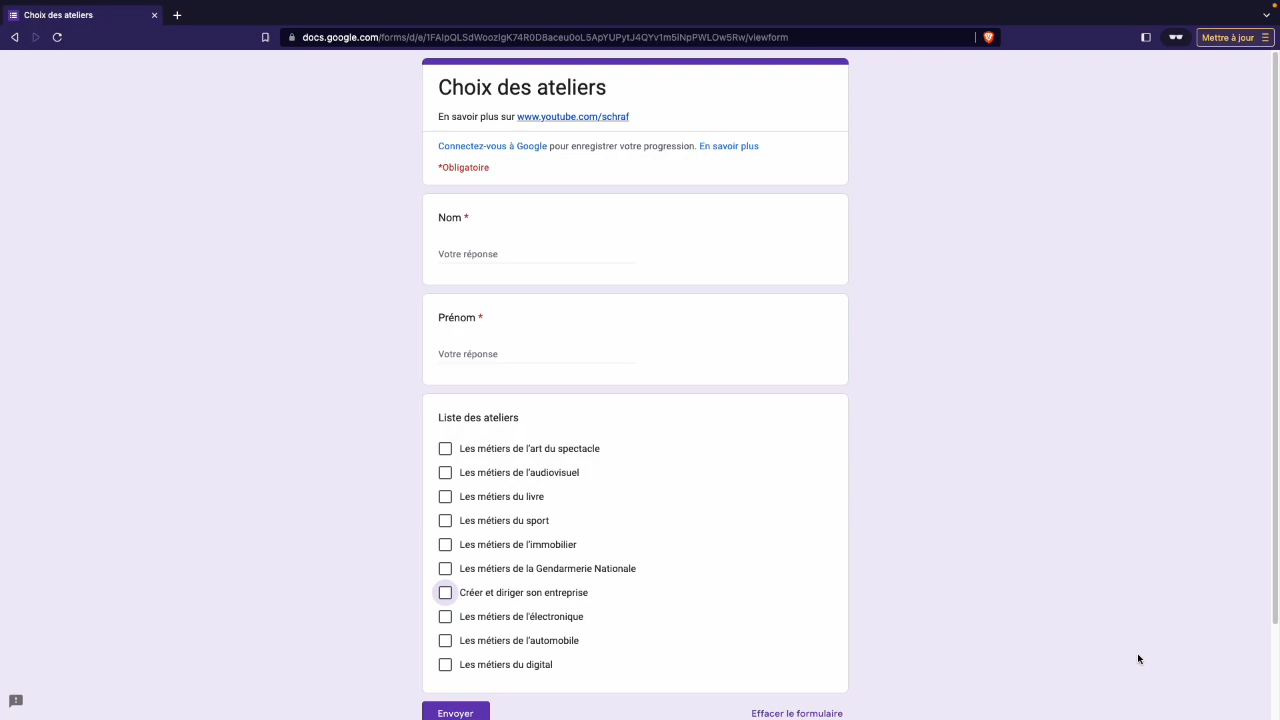 Choix des ateliers
docs.google.com/forms/d/e/1FAIpQLSdWoozIgK74R0D8aceu0oL5ApYUPytJ4QYv1m5iNpPWLOw5Rw/viewform
Mettre à jour
Choix des ateliers
En savoir plus sur www.youtube.com/schraf
Connectez-vous à Google pour enregistrer votre progression. En savoir plus
*Obligatoire
Nom *
Votre réponse
Prénom *
Votre réponse
Liste des ateliers
Les métiers de l'art du spectacle
Les métiers de l'audiovisuel
Les métiers du livre
Les métiers du sport
Les métiers de l'immobilier
Les métiers de la Gendarmerie Nationale
Créer et diriger son entreprise
Les métiers de l'électronique
Les métiers de l'automobile
Les métiers du digital
Envoyer
Effacer le formulaire